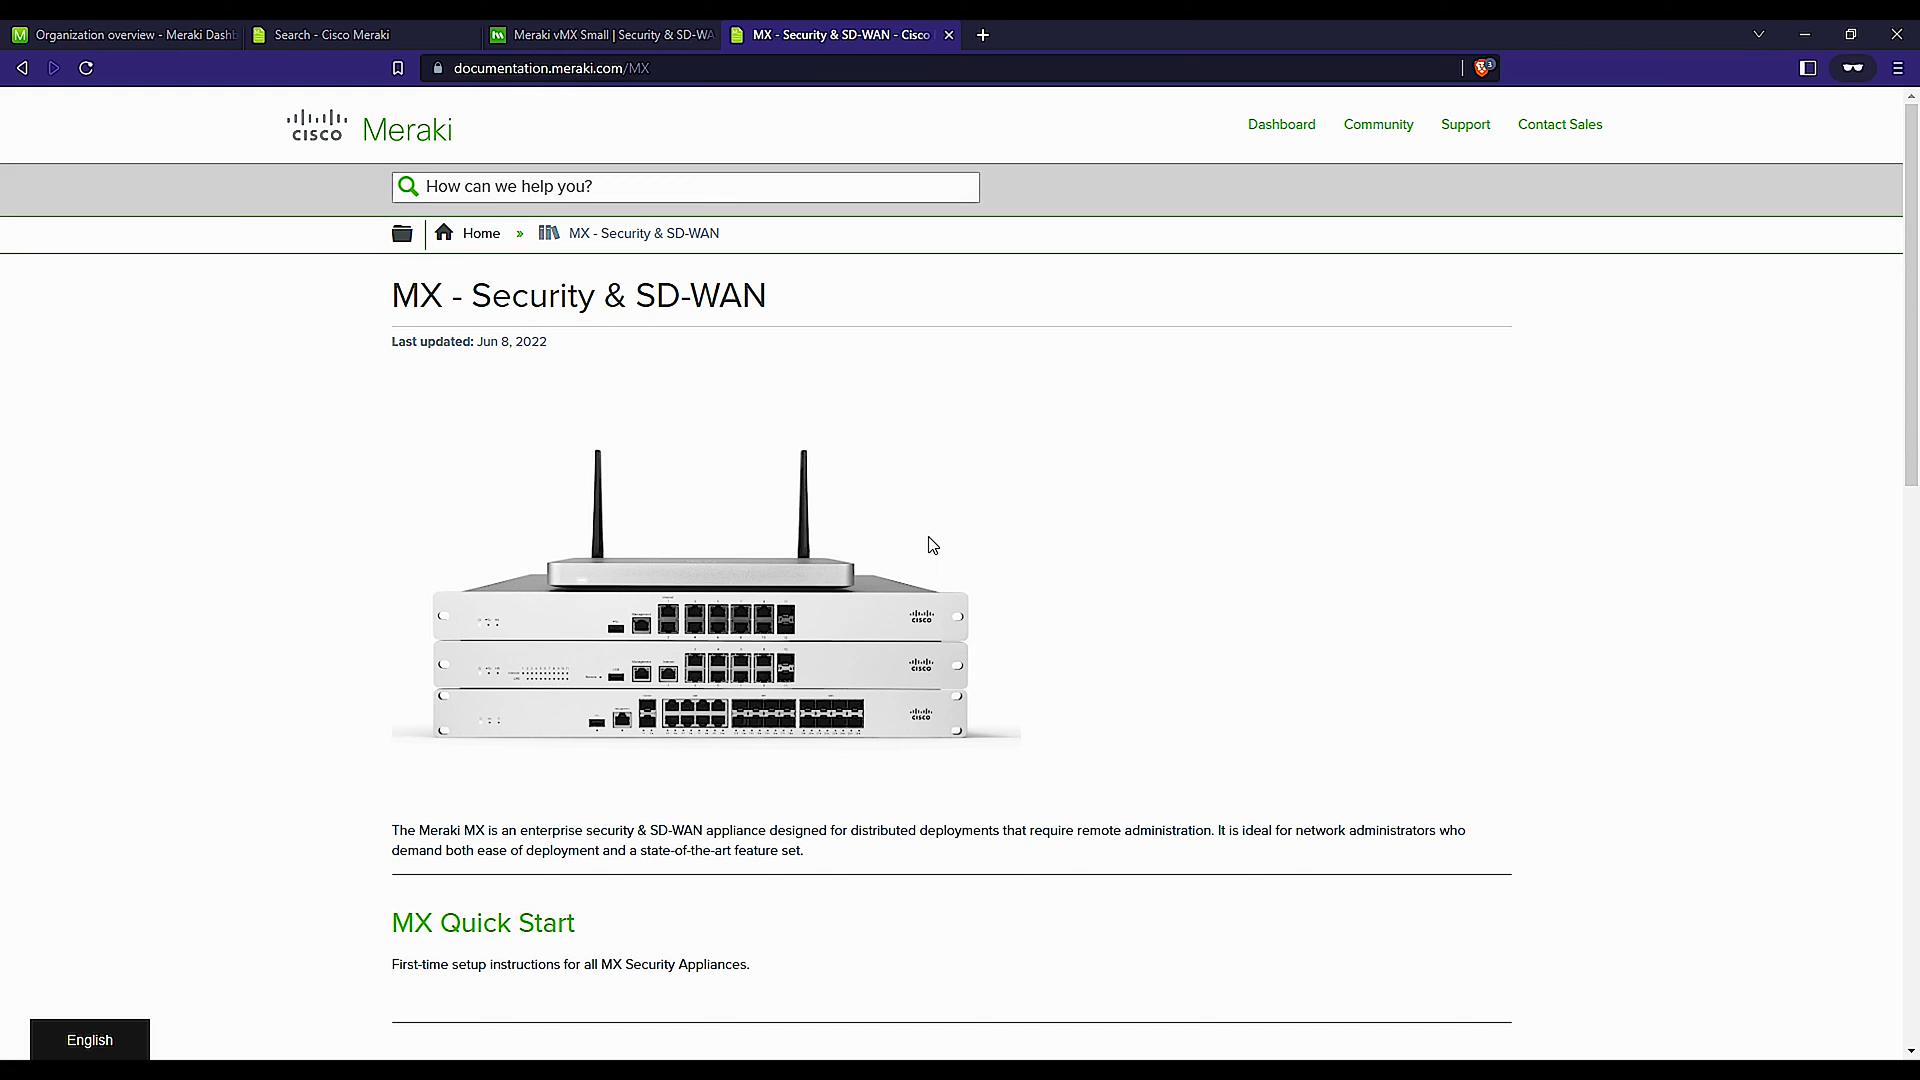 Organization overview - Meraki Dashb
Search - Cisco Meraki
Meraki vMX Small | Security & SD-WA
MX - Security & SD-WAN - Cisco
documentation.meraki.com/MX
3
CISCO Meraki
Dashboard
Community
Support
Contact Sales
How can we help you?
Home » MX - Security & SD-WAN
MX - Security & SD-WAN
Last updated: Jun 8, 2022
CISCO
CISCO
CISCO
The Meraki MX is an enterprise security & SD-WAN appliance designed for distributed deployments that require remote administration. It is ideal for network administrators who
demand both ease of deployment and a state-of-the-art feature set.
MX Quick Start
First-time setup instructions for all MX Security Appliances.
English